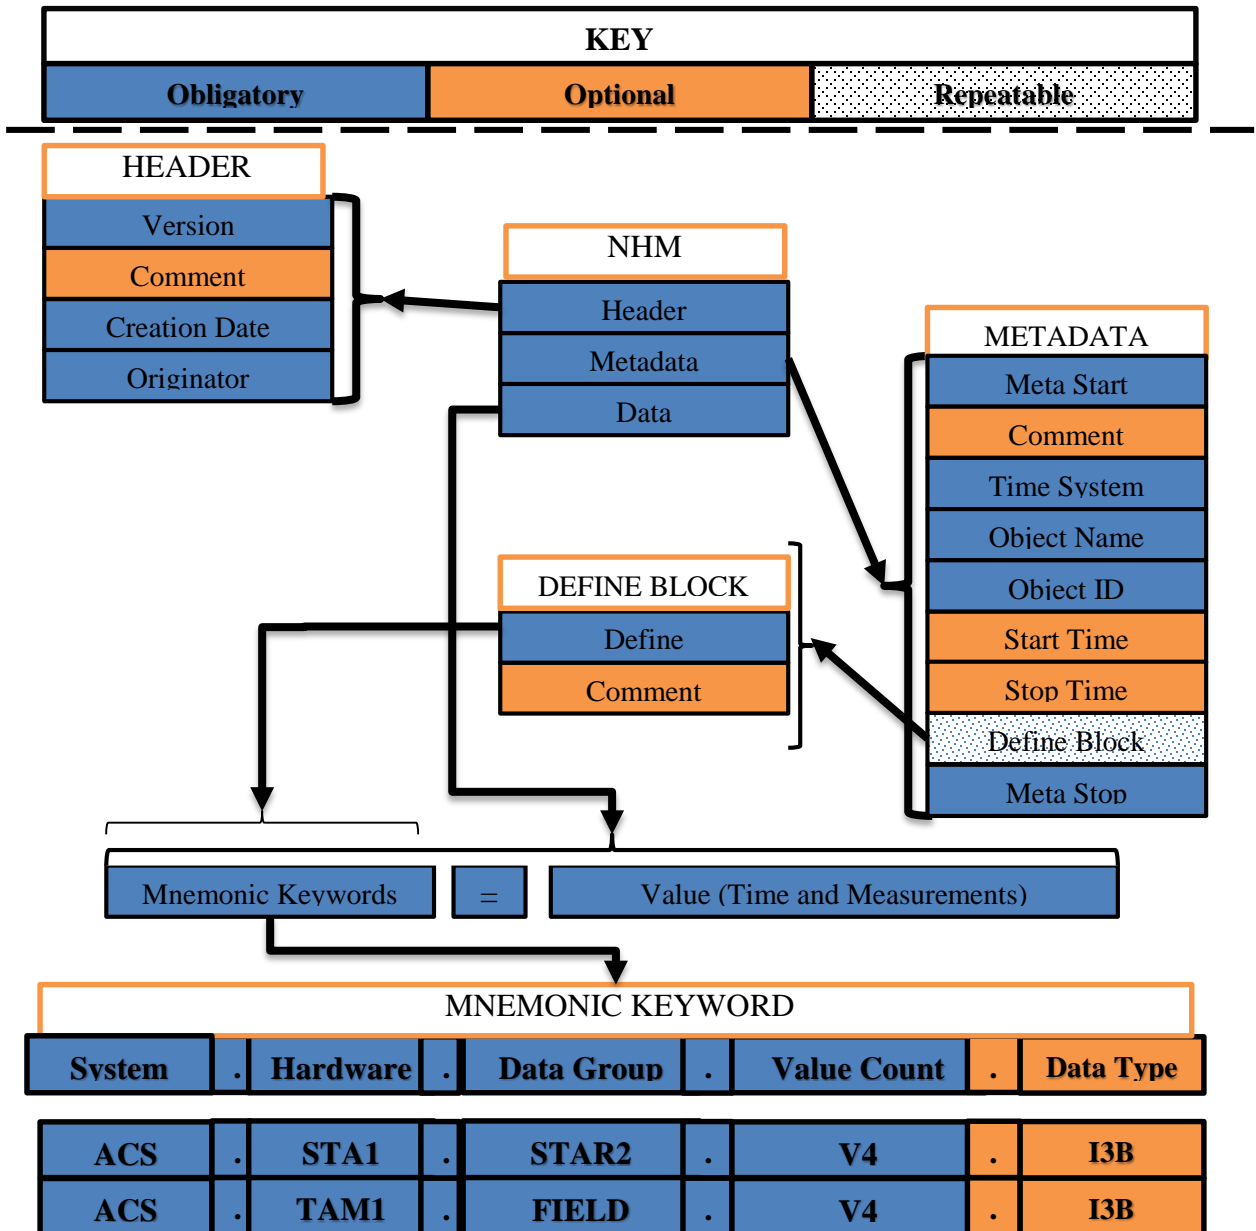 KEY
Obligatory Optional Repeatable
HEADER
Version
Comment
Creation Date
Originator
NHM
Header
Metadata
Data
METADATA
Meta Start
Comment
Time System
Object Name
Object ID
Start Time
Stop Time
Define Block
Meta Stop
DEFINE BLOCK
Define
Comment
Mnemonic Keywords = Value (Time and Measurements)
MNEMONIC KEYWORD
System . Hardware . Data Group . Value Count . Data Type
ACS . STA1 . STAR2 . V4 . I3B
ACS . TAM1 . FIELD . V4 . I3B